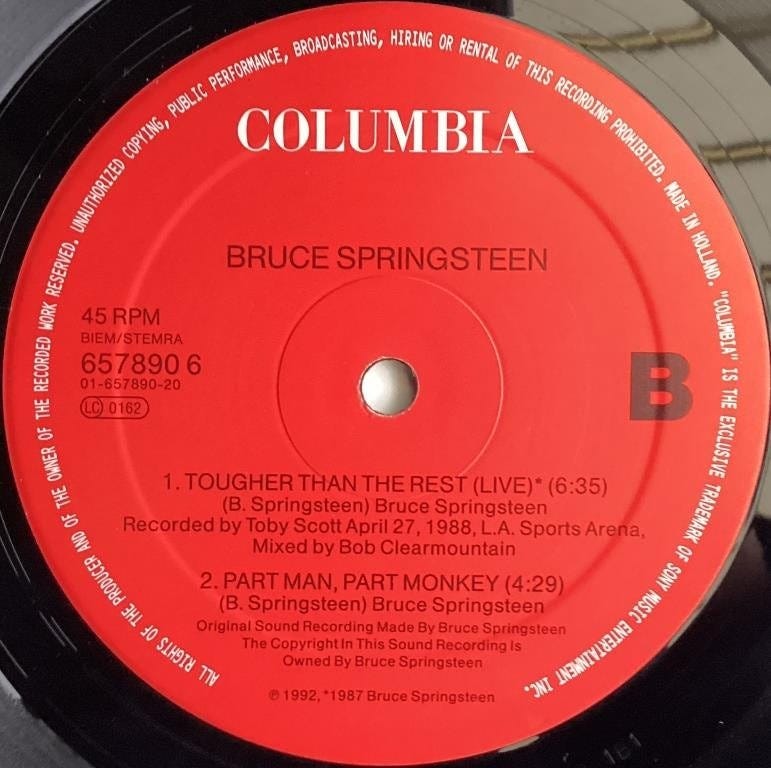 ALL RIGHTS OF THE PRODUCER AND OF THE OWNER OF THE RECORDED WORK RESERVED. UNAUTHORIZED COPYING, PUBLIC PERFORMANCE, BROADCASTING, HIRING OR RENTAL OF THIS RECORDING PROHIBITED. MADE IN HOLLAND. "COLUMBIA" IS THE EXCLUSIVE TRADEMARK OF SONY MUSIC ENTERTAINMENT INC.
COLUMBIA
BRUCE SPRINGSTEEN
45 RPM
BIEM/STEMRA
657890 6
01-657890-20
LC 0162
B
1. TOUGHER THAN THE REST (LIVE)* (6:35)
(B. Springsteen) Bruce Springsteen
Recorded by Toby Scott April 27, 1988, L.A. Sports Arena,
Mixed by Bob Clearmountain
2. PART MAN, PART MONKEY (4:29)
(B. Springsteen) Bruce Springsteen
Original Sound Recording Made By Bruce Springsteen
The Copyright In This Sound Recording Is
Owned By Bruce Springsteen
℗ 1992, *1987 Bruce Springsteen